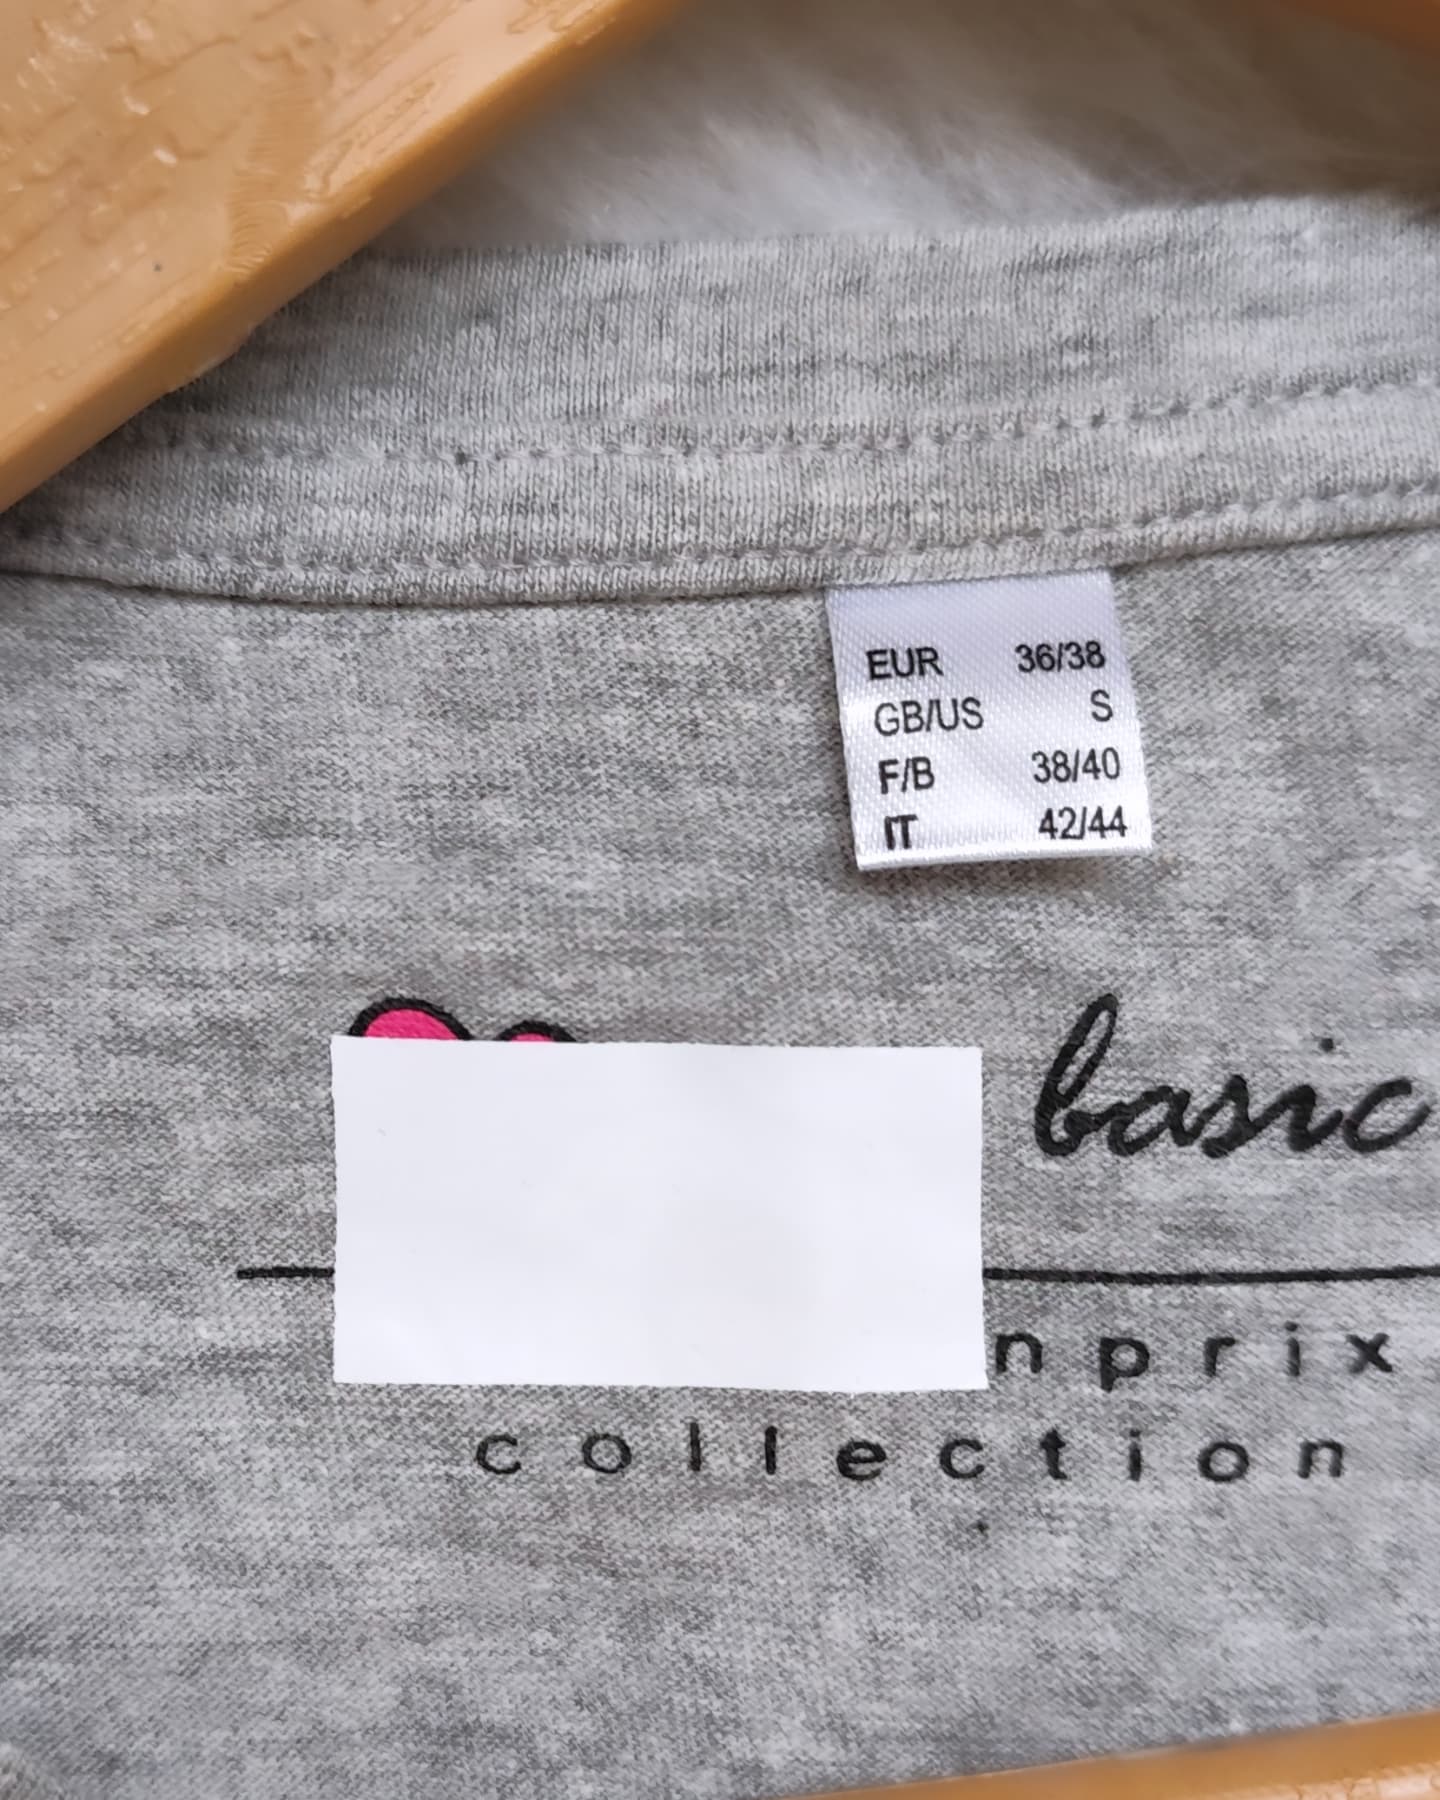 EUR 36/38
GB/US S
F/B 38/40
IT 42/44
basic
nprix
collection